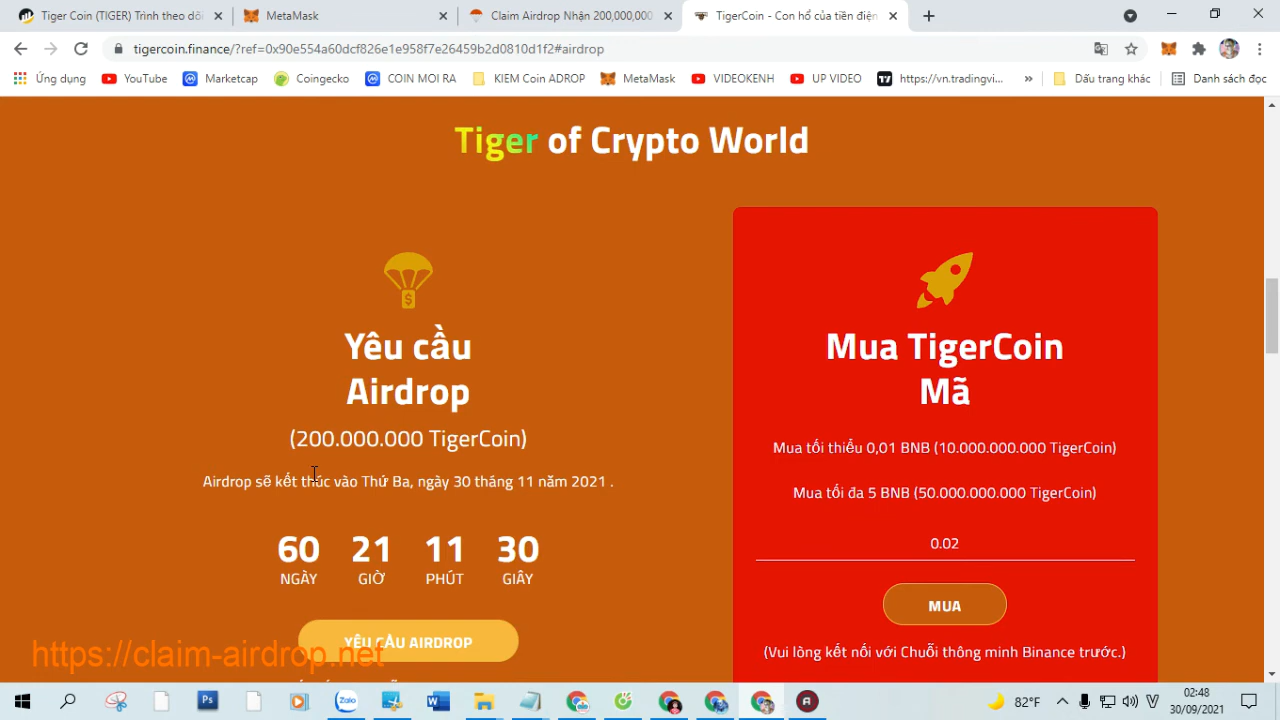 Tiger Coin (TIGER) Trình theo dõi
MetaMask
Claim Airdrop Nhận 200,000,000
TigerCoin - Con hổ của tiền điện
tigercoin.finance/?ref=0x90e554a60dcf826e1e958f7e26459b2d0810d1f2#airdrop
Ứng dụng
YouTube
Marketcap
Coingecko
COIN MOI RA
KIEM Coin ADROP
MetaMask
VIDEOKENH
UP VIDEO
https://vn.tradingvi...
»
Dấu trang khác
Danh sách đọc
Tiger of Crypto World
Yêu cầu
Airdrop
(200.000.000 TigerCoin)
Airdrop sẽ kết thúc vào Thứ Ba, ngày 30 tháng 11 năm 2021 .
60 21 11 30
NGÀY GIỜ PHÚT GIÂY
YÊU CẦU AIRDROP
Mua TigerCoin
Mã
Mua tối thiểu 0,01 BNB (10.000.000.000 TigerCoin)
Mua tối đa 5 BNB (50.000.000.000 TigerCoin)
0.02
MUA
(Vui lòng kết nối với Chuỗi thông minh Binance trước.)
https://claim-airdrop.net
82°F
02:48
30/09/2021